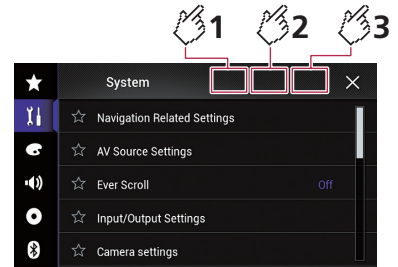 1 2 3
System
Navigation Related Settings
AV Source Settings
Ever Scroll Off
Input/Output Settings
Camera settings